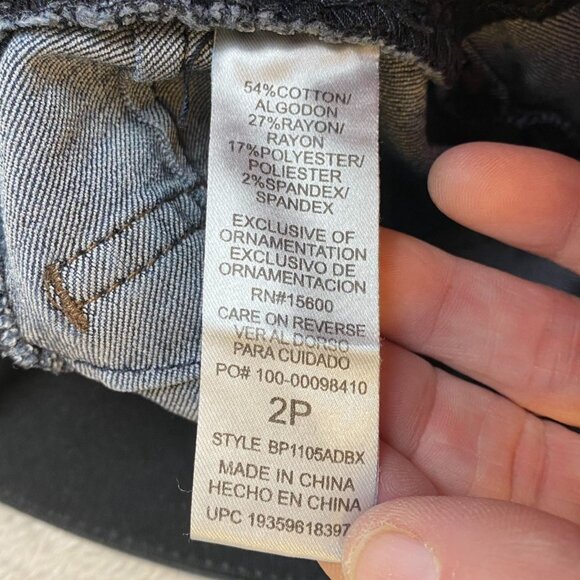 54%COTTON/
ALGODON
27%RAYON/
RAYON
17%POLYESTER/
POLIESTER
2%SPANDEX/
SPANDEX
EXCLUSIVE OF
ORNAMENTATION
EXCLUSIVO DE
ORNAMENTACION
RN#15600
CARE ON REVERSE
VER AL DORSO
PARA CUIDADO
PO# 100-00098410
2P
STYLE BP1105ADBX
MADE IN CHINA
HECHO EN CHINA
UPC 19359618397